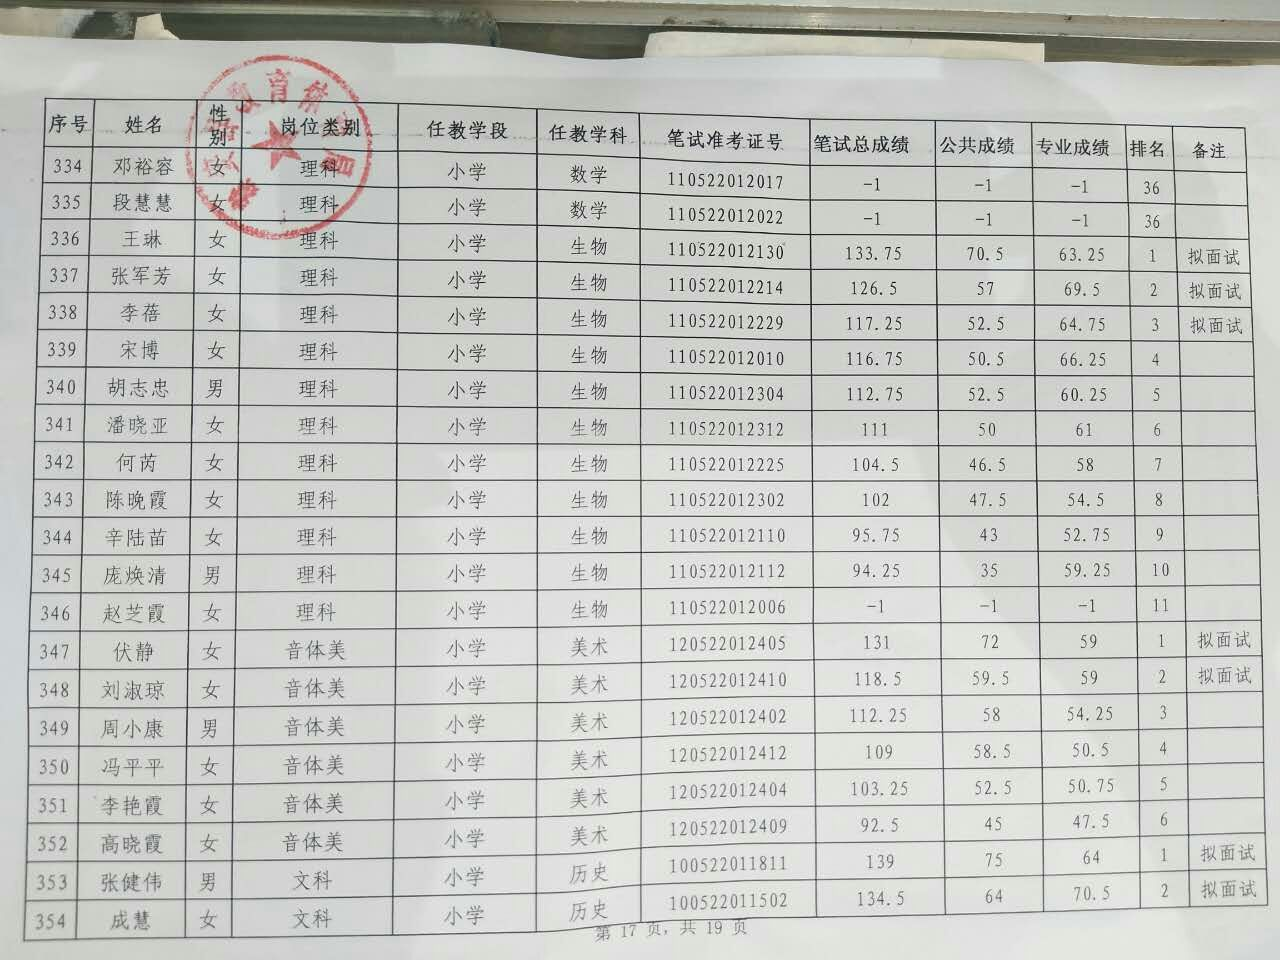 教育体
序号 姓名 性别 岗位类别 任教学段 任教学科 笔试准考证号 笔试总成绩 公共成绩 专业成绩 排名 备注
334 邓裕容 女 理科 小学 数学 110522012017 -1 -1 -1 36
335 段慧慧 女 理科 小学 数学 110522012022 -1 -1 -1 36
336 王琳 女 理科 小学 生物 110522012130 133.75 70.5 63.25 1 拟面试
337 张军芳 女 理科 小学 生物 110522012214 126.5 57 69.5 2 拟面试
338 李蓓 女 理科 小学 生物 110522012229 117.25 52.5 64.75 3 拟面试
339 宋博 女 理科 小学 生物 110522012010 116.75 50.5 66.25 4
340 胡志忠 男 理科 小学 生物 110522012304 112.75 52.5 60.25 5
341 潘晓亚 女 理科 小学 生物 110522012312 111 50 61 6
342 何芮 女 理科 小学 生物 110522012225 104.5 46.5 58 7
343 陈晚霞 女 理科 小学 生物 110522012302 102 47.5 54.5 8
344 辛陆苗 女 理科 小学 生物 110522012110 95.75 43 52.75 9
345 庞焕清 男 理科 小学 生物 110522012112 94.25 35 59.25 10
346 赵芝霞 女 理科 小学 生物 110522012006 -1 -1 -1 11
347 伏静 女 音体美 小学 美术 120522012405 131 72 59 1 拟面试
348 刘淑琼 女 音体美 小学 美术 120522012410 118.5 59.5 59 2 拟面试
349 周小康 男 音体美 小学 美术 120522012402 112.25 58 54.25 3
350 冯平平 女 音体美 小学 美术 120522012412 109 58.5 50.5 4
351 李艳霞 女 音体美 小学 美术 120522012404 103.25 52.5 50.75 5
352 高晓霞 女 音体美 小学 美术 120522012409 92.5 45 47.5 6
353 张健伟 男 文科 小学 历史 100522011811 139 75 64 1 拟面试
354 成慧 女 文科 小学 历史 100522011502 134.5 64 70.5 2 拟面试
第 17 页，共 19 页